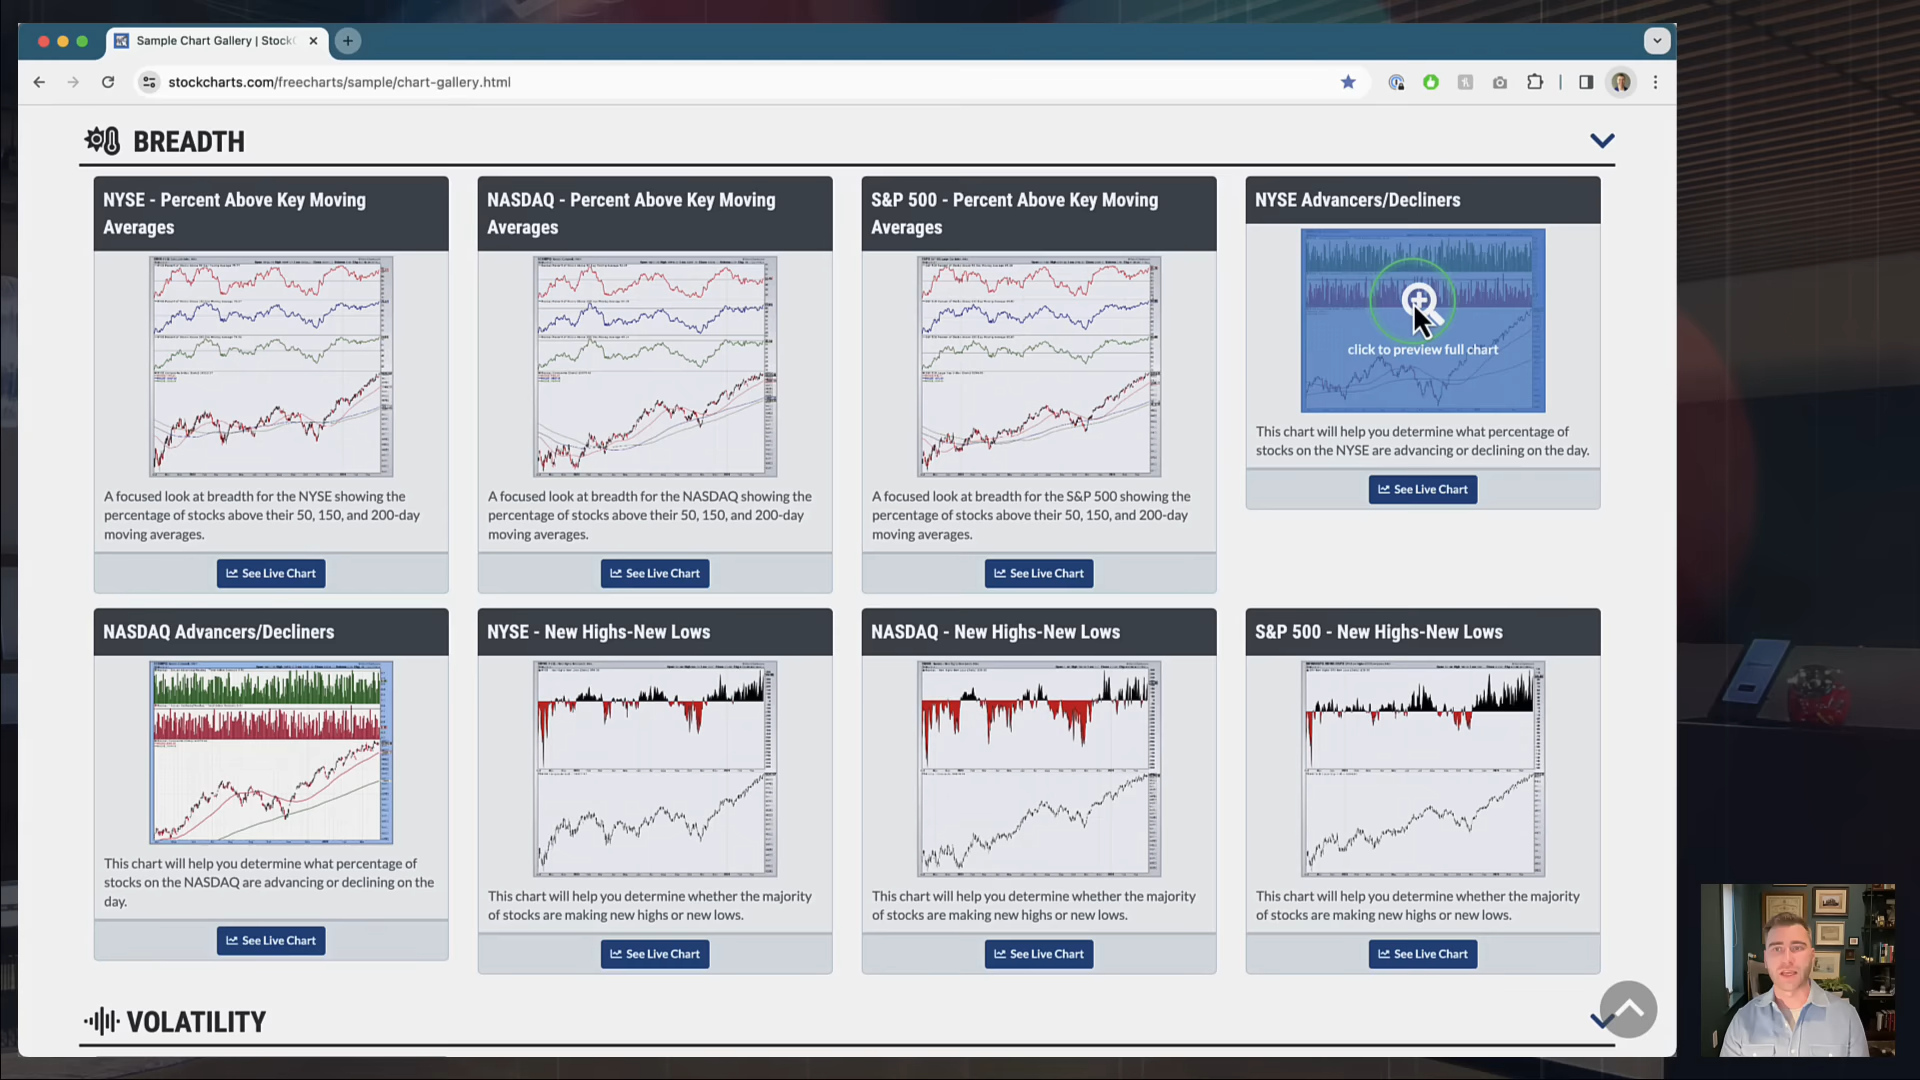 Sample Chart Gallery | Stock
stockcharts.com/freecharts/sample/chart-gallery.html
BREADTH
NYSE - Percent Above Key Moving
Averages
A focused look at breadth for the NYSE showing the
percentage of stocks above their 50, 150, and 200-day
moving averages.
See Live Chart
NASDAQ - Percent Above Key Moving
Averages
A focused look at breadth for the NASDAQ showing the
percentage of stocks above their 50, 150, and 200-day
moving averages.
See Live Chart
S&P 500 - Percent Above Key Moving
Averages
A focused look at breadth for the S&P 500 showing the
percentage of stocks above their 50, 150, and 200-day
moving averages.
See Live Chart
NYSE Advancers/Decliners
click to preview full chart
This chart will help you determine what percentage of
stocks on the NYSE are advancing or declining on the day.
See Live Chart
NASDAQ Advancers/Decliners
This chart will help you determine what percentage of
stocks on the NASDAQ are advancing or declining on the
day.
See Live Chart
NYSE - New Highs-New Lows
This chart will help you determine whether the majority
of stocks are making new highs or new lows.
See Live Chart
NASDAQ - New Highs-New Lows
This chart will help you determine whether the majority
of stocks are making new highs or new lows.
See Live Chart
S&P 500 - New Highs-New Lows
This chart will help you determine whether the majority
of stocks are making new highs or new lows.
See Live Chart
VOLATILITY